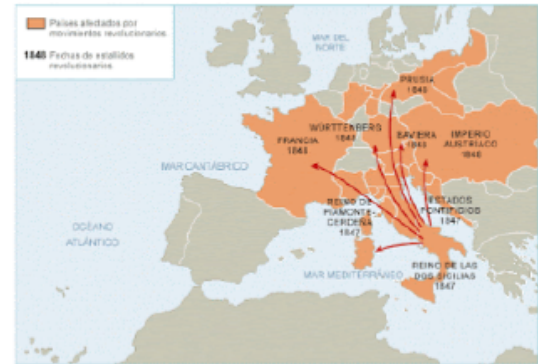 Países afectados por
movimientos revolucionarios.
1848 Fechas de estallidos
revolucionarios.
MAR DEL
NORTE
PRUSIA
1848
WÜRTTENBERG
1848
BAVIERA
1848
IMPERIO
AUSTRÍACO
1848
FRANCIA
1848
MAR CANTÁBRICO
REINO DE
PIAMONTE-
CERDEÑA
1847
ESTADOS
PONTIFICIOS
1847
OCÉANO
ATLÁNTICO
REINO DE LAS
DOS SICILIAS
1847
MAR MEDITERRÁNEO